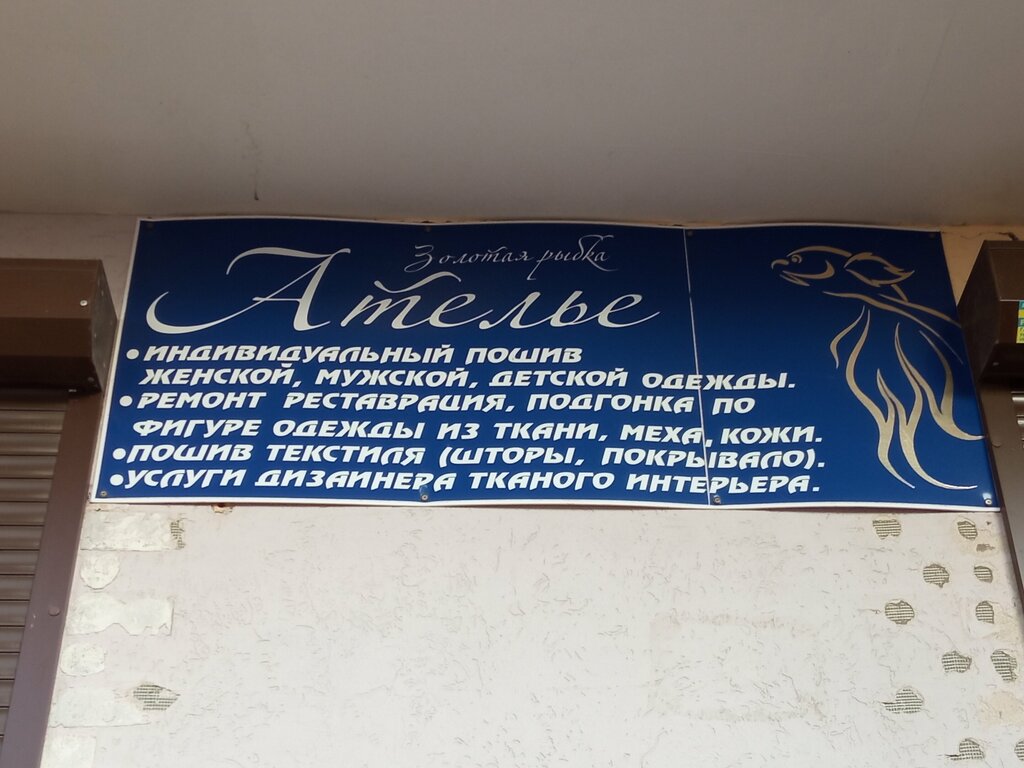 Золотая рыбка
Ателье
•ИНДИВИДУАЛЬНЫЙ ПОШИВ
ЖЕНСКОЙ, МУЖСКОЙ, ДЕТСКОЙ ОДЕЖДЫ.
•РЕМОНТ РЕСТАВРАЦИЯ, ПОДГОНКА ПО
ФИГУРЕ ОДЕЖДЫ ИЗ ТКАНИ, МЕХА, КОЖИ.
•ПОШИВ ТЕКСТИЛЯ (ШТОРЫ, ПОКРЫВАЛО).
•УСЛУГИ ДИЗАЙНЕРА ТКАНОГО ИНТЕРЬЕРА.